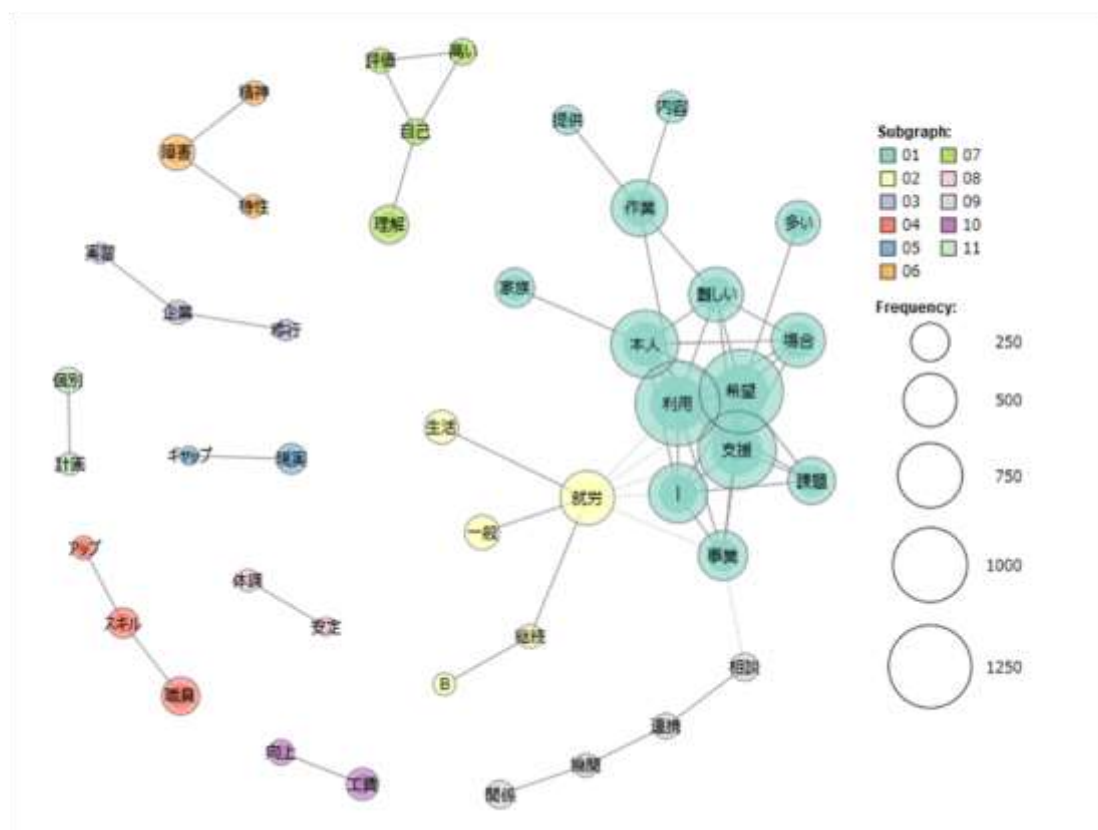 評価
高い
精神
自己
障害
特性
理解
提供
内容
作業
多い
実習
家族
難しい
企業
移行
本人
場合
利用
希望
個別
生活
支援
計画
ギャップ
現実
就労
Ⅰ
課題
一般
アップ
事業
体調
スキル
安定
継続
相談
B
職員
連携
向上
機関
工賃
関係
Subgraph:
01 07
02 08
03 09
04 10
05 11
06
Frequency:
250
500
750
1000
1250